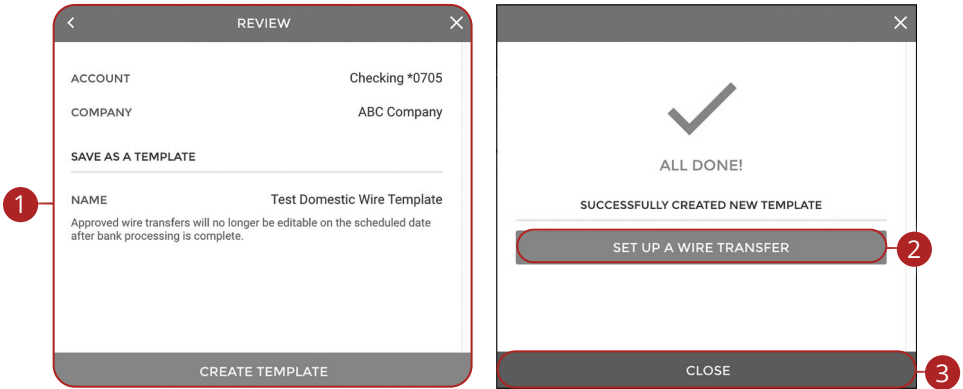 REVIEW
ACCOUNT Checking *0705
COMPANY ABC Company
SAVE AS A TEMPLATE
1
NAME Test Domestic Wire Template
Approved wire transfers will no longer be editable on the scheduled date
after bank processing is complete.
CREATE TEMPLATE
ALL DONE!
SUCCESSFULLY CREATED NEW TEMPLATE
SET UP A WIRE TRANSFER
2
CLOSE
3